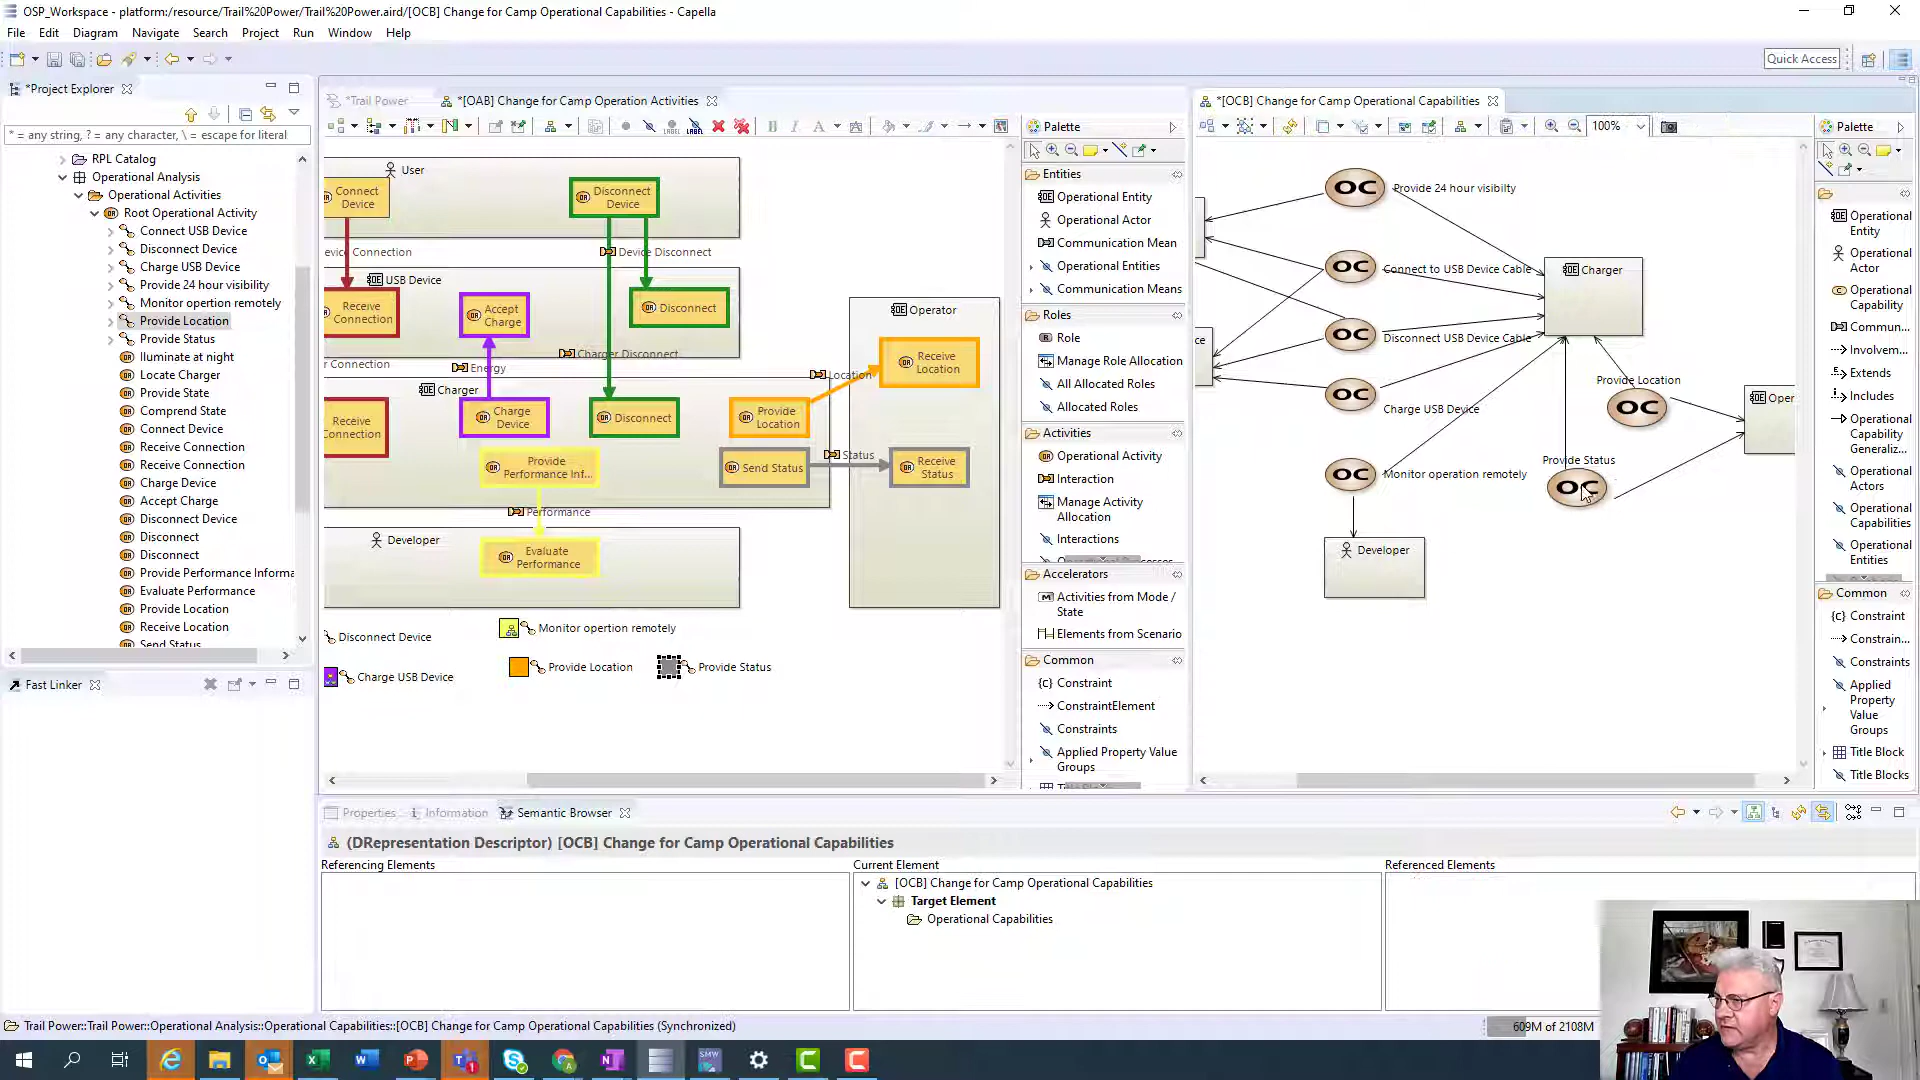 OSP_Workspace - platform:/resource/Trail%20Power/Trail%20Power.aird/[OCB] Change for Camp Operational Capabilities - Capella
File Edit Diagram Navigate Search Project Run Window Help
Quick Access
*Project Explorer
* = any string, ? = any character, \ = escape for literal
RPL Catalog
Operational Analysis
Operational Activities
Root Operational Activity
Connect USB Device
Disconnect Device
Charge USB Device
Provide 24 hour visibility
Monitor opertion remotely
Provide Location
Provide Status
Iluminate at night
Locate Charger
Provide State
Comprend State
Connect Device
Receive Connection
Receive Connection
Charge Device
Accept Charge
Disconnect Device
Disconnect
Disconnect
Provide Performance Informa
Evaluate Performance
Provide Location
Receive Location
Send Status
Fast Linker
*Trail Power
*[OAB] Change for Camp Operation Activities
User
Connect
Device
Disconnect
Device
evice Connection
Device Disconnect
USB Device
Receive
Connection
Accept
Charge
Disconnect
r Connection
Energy
Charger Disconnect
Charger
Receive
Connection
Charge
Device
Disconnect
Provide
Location
Location
Provide
Performance Inf...
Send Status
Status
Performance
Developer
Evaluate
Performance
Operator
Receive
Location
Receive
Status
Disconnect Device
Monitor opertion remotely
Charge USB Device
Provide Location
Provide Status
Palette
Entities
OE Operational Entity
Operational Actor
Communication Mean
Operational Entities
Communication Means
Roles
R Role
Manage Role Allocation
All Allocated Roles
Allocated Roles
Activities
Operational Activity
Interaction
Manage Activity
Allocation
Interactions
Accelerators
Activities from Mode /
State
Elements from Scenario
Common
{c} Constraint
ConstraintElement
Constraints
Applied Property Value
Groups
*[OCB] Change for Camp Operational Capabilities
100%
OC Provide 24 hour visibilty
OC Connect to USB Device Cable
OC Disconnect USB Device Cable
OC Charge USB Device
OC Monitor operation remotely
Charger
Provide Location
OC
Provide Status
OC
Oper
ce
Developer
Palette
Operational
Entity
Operational
Actor
Operational
Capability
Commun...
Involvem...
Extends
Includes
Operational
Capability
Generaliz...
Operational
Actors
Operational
Capabilities
Operational
Entities
Common
{c} Constraint
Constrain...
Constraints
Applied
Property
Value
Groups
Title Block
Title Blocks
Properties
Information
Semantic Browser
(DRepresentation Descriptor) [OCB] Change for Camp Operational Capabilities
Referencing Elements
Current Element
Referenced Elements
[OCB] Change for Camp Operational Capabilities
Target Element
Operational Capabilities
Trail Power::Trail Power::Operational Analysis::Operational Capabilities::[OCB] Change for Camp Operational Capabilities (Synchronized)
609M of 2108M